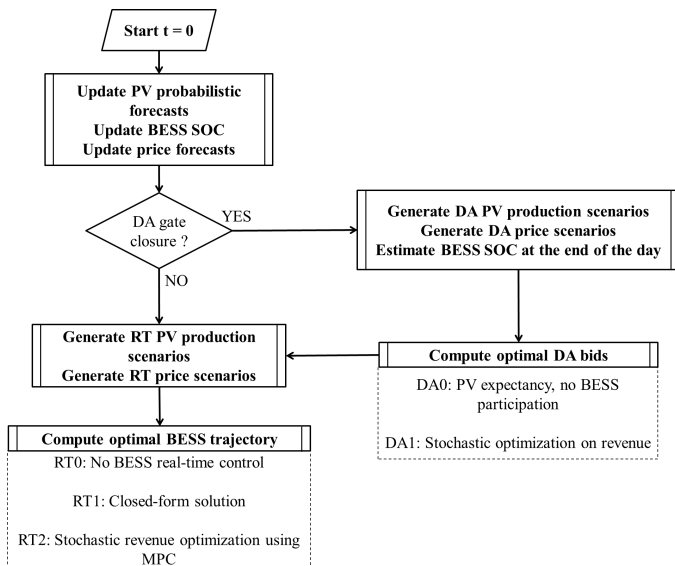 Start t = 0
Update PV probabilistic
forecasts
Update BESS SOC
Update price forecasts
DA gate
closure ?
YES
NO
Generate DA PV production scenarios
Generate DA price scenarios
Estimate BESS SOC at the end of the day
Compute optimal DA bids
DA0: PV expectancy, no BESS
participation
DA1: Stochastic optimization on revenue
Generate RT PV production
scenarios
Generate RT price scenarios
Compute optimal BESS trajectory
RT0: No BESS real-time control
RT1: Closed-form solution
RT2: Stochastic revenue optimization using
MPC